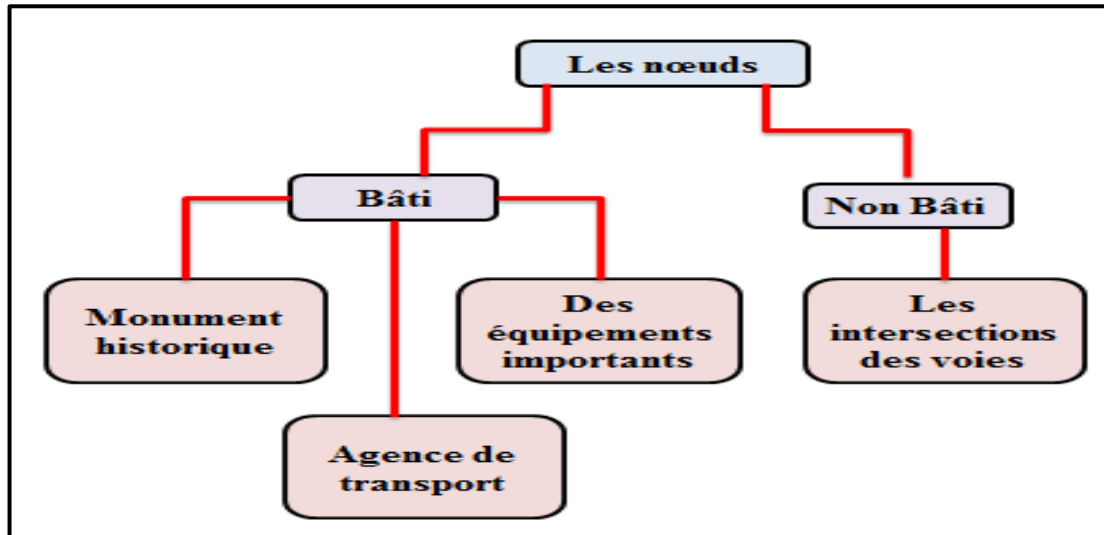 Les nœuds
Bâti
Non Bâti
Monument
historique
Des
équipements
importants
Les
intersections
des voies
Agence de
transport